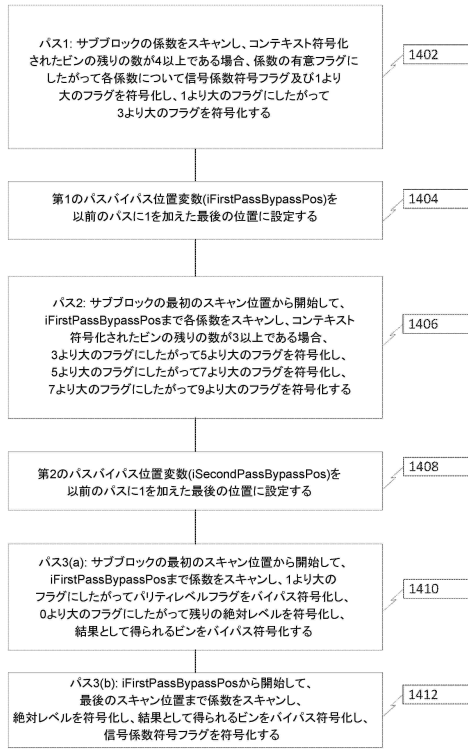 パス1: サブブロックの係数をスキャンし、コンテキスト符号化
されたビンの残りの数が4以上である場合、係数の有意フラグに
したがって各係数について信号係数符号フラグ及び1より
大のフラグを符号化し、1より大のフラグにしたがって
3より大のフラグを符号化する
1402
第1のパスバイパス位置変数(iFirstPassBypassPos)を
以前のパスに1を加えた最後の位置に設定する
1404
パス2: サブブロックの最初のスキャン位置から開始して、
iFirstPassBypassPosまで各係数をスキャンし、コンテキスト
符号化されたビンの残りの数が3以上である場合、
3より大のフラグにしたがって5より大のフラグを符号化し、
5より大のフラグにしたがって7より大のフラグを符号化し、
7より大のフラグにしたがって9より大のフラグを符号化する
1406
第2のパスバイパス位置変数(iSecondPassBypassPos)を
以前のパスに1を加えた最後の位置に設定する
1408
パス3(a): サブブロックの最初のスキャン位置から開始して、
iFirstPassBypassPosまで係数をスキャンし、1より大の
フラグにしたがってパリティレベルフラグをバイパス符号化し、
0より大のフラグにしたがって残りの絶対レベルを符号化し、
結果として得られるビンをバイパス符号化する
1410
パス3(b): iFirstPassBypassPosから開始して、
最後のスキャン位置まで係数をスキャンし、
絶対レベルを符号化し、結果として得られるビンをバイパス符号化し、
信号係数符号フラグを符号化する
1412